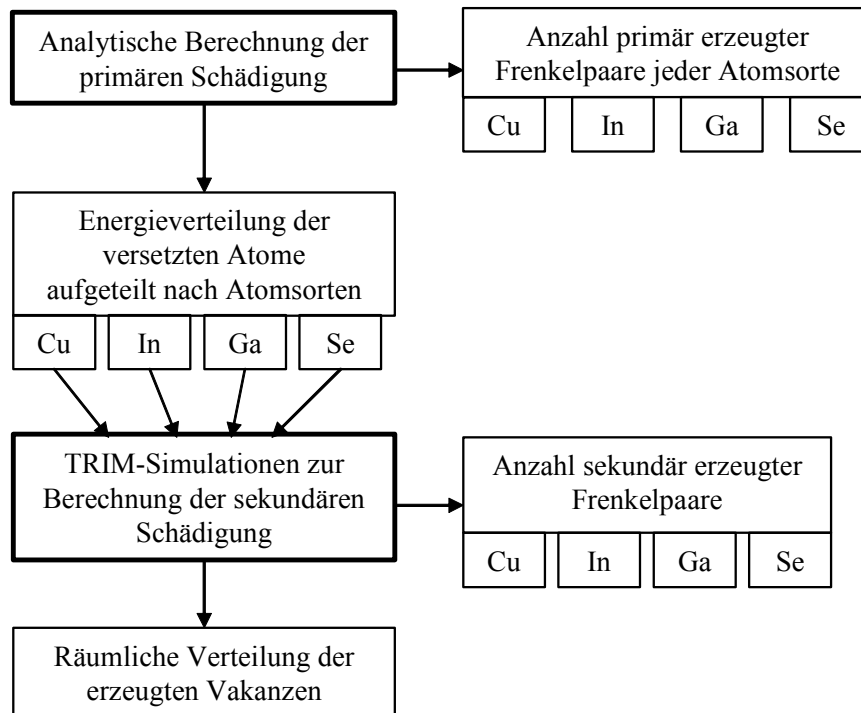 Analytische Berechnung der
primären Schädigung
Anzahl primär erzeugter
Frenkelpaare jeder Atomsorte
Cu
In
Ga
Se
Energieverteilung der
versetzten Atome
aufgeteilt nach Atomsorten
Cu
In
Ga
Se
TRIM-Simulationen zur
Berechnung der sekundären
Schädigung
Anzahl sekundär erzeugter
Frenkelpaare
Cu
In
Ga
Se
Räumliche Verteilung der
erzeugten Vakanzen